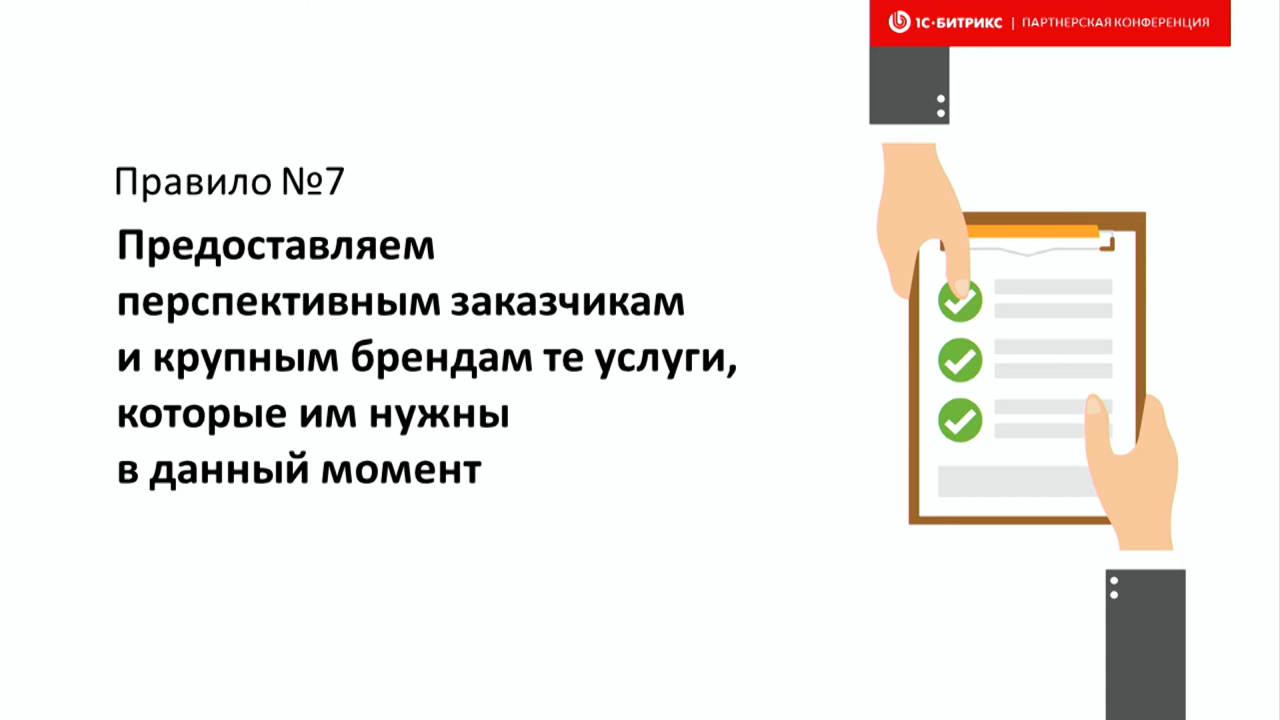 1С·БИТРИКС | ПАРТНЕРСКАЯ КОНФЕРЕНЦИЯ
Правило №7
Предоставляем
перспективным заказчикам
и крупным брендам те услуги,
которые им нужны
в данный момент